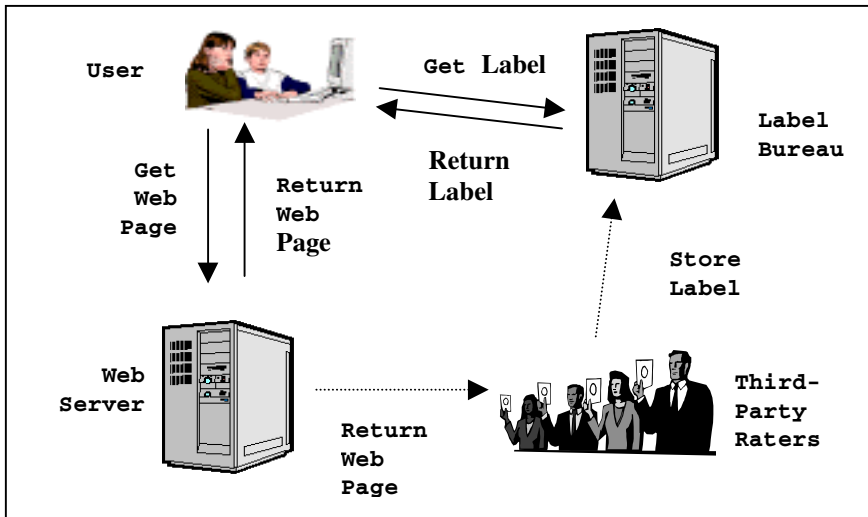 User
Get Label
Label
Bureau
Return
Label
Get
Web
Page
Return
Web
Page
Store
Label
Web
Server
Third-
Party
Raters
Return
Web
Page